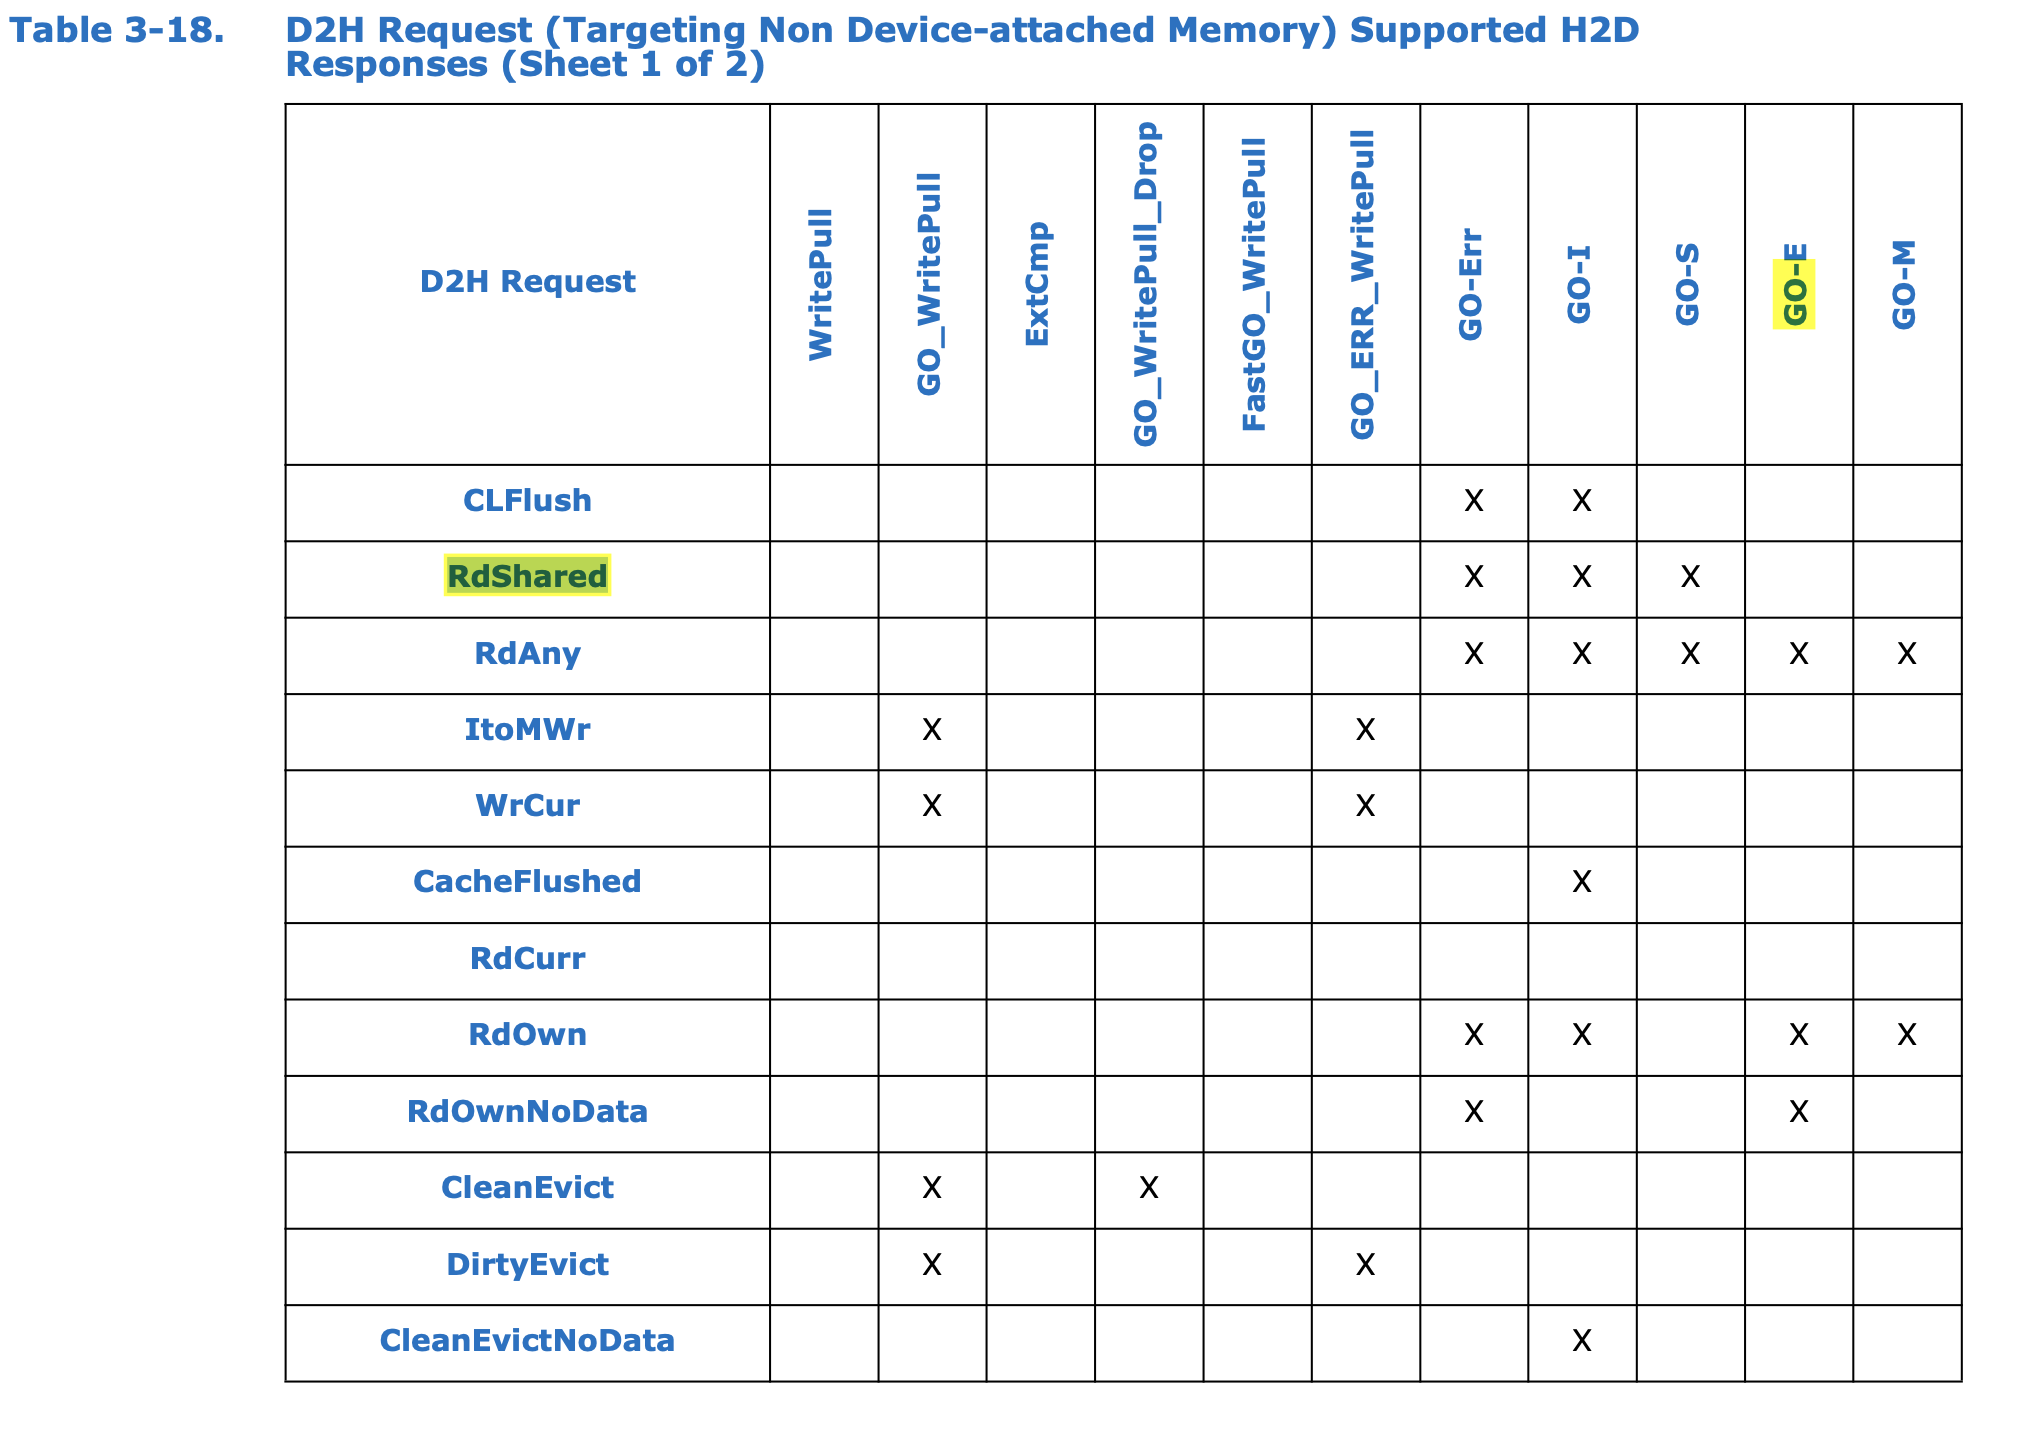 Table 3-18. D2H Request (Targeting Non Device-attached Memory) Supported H2D
Responses (Sheet 1 of 2)
D2H Request WritePull GO_WritePull ExtCmp GO_WritePull_Drop FastGO_WritePull GO_ERR_WritePull GO-Err GO-I GO-S GO-E GO-M
CLFlush X X
RdShared X X X
RdAny X X X X X
ItoMWr X X
WrCur X X
CacheFlushed X
RdCurr
RdOwn X X X X
RdOwnNoData X X
CleanEvict X X
DirtyEvict X X
CleanEvictNoData X